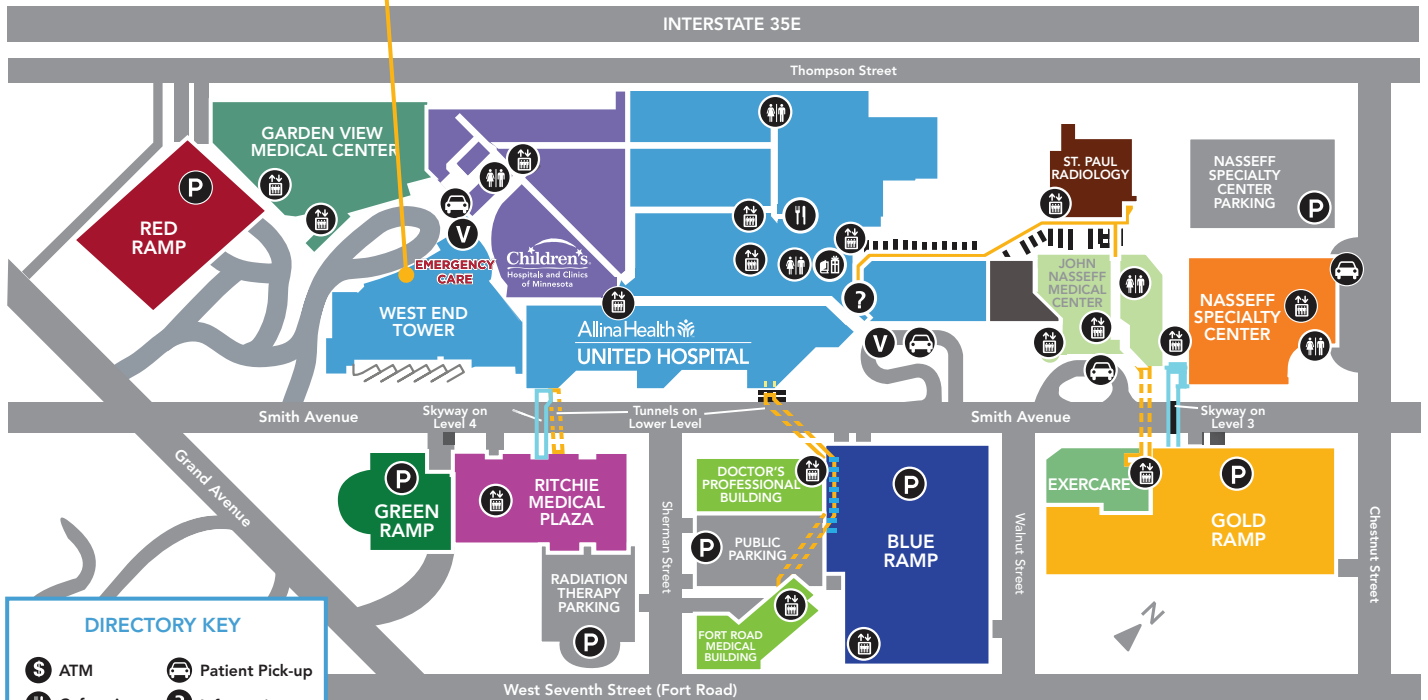 INTERSTATE 35E
Thompson Street
GARDEN VIEW
MEDICAL CENTER
P
RED
RAMP
V
EMERGENCY
CARE
Children's
Hospitals and Clinics
of Minnesota
WEST END
TOWER
AllinaHealth
UNITED HOSPITAL
?
V
ST. PAUL
RADIOLOGY
NASSEFF
SPECIALTY
CENTER
PARKING
P
JOHN
NASSEFF
MEDICAL
CENTER
NASSEFF
SPECIALTY
CENTER
Smith Avenue
Skyway on
Level 4
Tunnels on
Lower Level
Smith Avenue
Skyway on
Level 3
Grand Avenue
P
GREEN
RAMP
RITCHIE
MEDICAL
PLAZA
RADIATION
THERAPY
PARKING
P
Sherman Street
DOCTOR'S
PROFESSIONAL
BUILDING
P
PUBLIC
PARKING
FORT ROAD
MEDICAL
BUILDING
P
BLUE
RAMP
Walnut Street
EXERCARE
P
GOLD
RAMP
Chestnut Street
N
DIRECTORY KEY
$ ATM
Patient Pick-up
West Seventh Street (Fort Road)